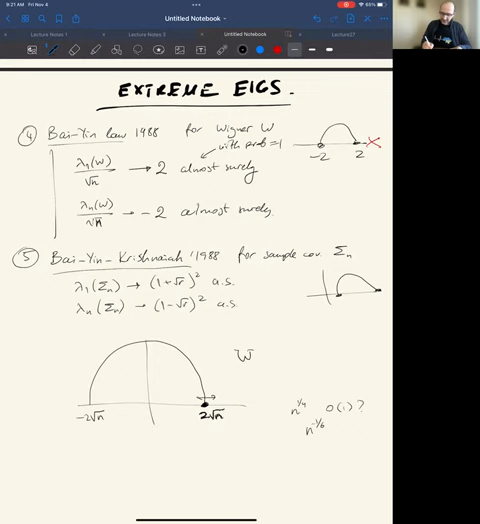 9:21 AM Fri Nov 4
65%
Untitled Notebook
Lecture Notes 1
Lecture Notes 3
Untitled Notebook
Lecture27
EXTREME EIGS.
④ Bai-Yin law 1988 for Wigner W
with prob = 1
λ₁(W)/√n → 2 almost surely
λₙ(W)/√n → -2 almost surely.
-2 2
⑤ Bai-Yin-Krishnaiah '1988 for sample cov. Σₙ
λ₁(Σₙ) → (1+√r)² a.s.
λₙ(Σₙ) → (1-√r)² a.s.
W
-2√n 2√n
n^{1/4} O(1)?
n^{-1/6}